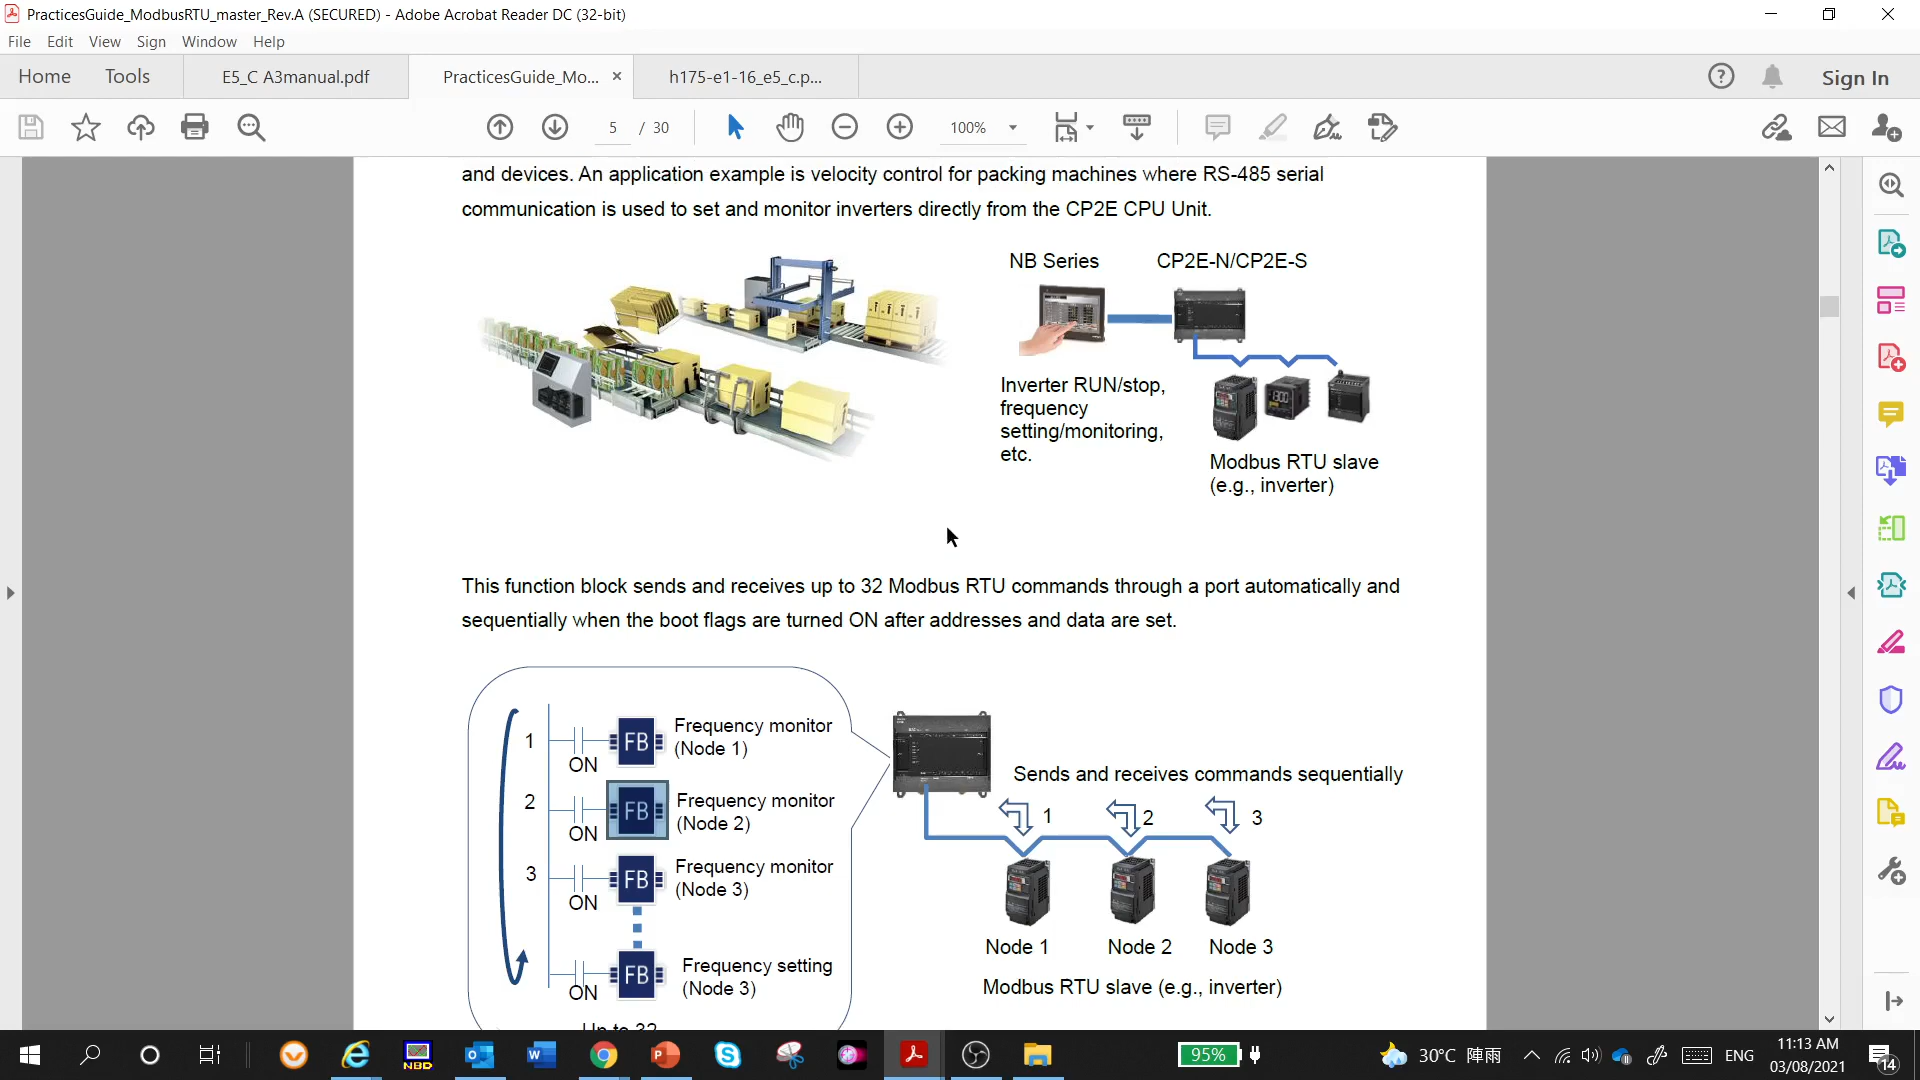 PracticesGuide_ModbusRTU_master_Rev.A (SECURED) - Adobe Acrobat Reader DC (32-bit)
File Edit View Sign Window Help
Home Tools E5_C A3manual.pdf PracticesGuide_Mo... × h175-e1-16_e5_c.p... Sign In
5 / 30 100%
and devices. An application example is velocity control for packing machines where RS-485 serial
communication is used to set and monitor inverters directly from the CP2E CPU Unit.
NB Series CP2E-N/CP2E-S
Inverter RUN/stop,
frequency
setting/monitoring,
etc.
Modbus RTU slave
(e.g., inverter)
This function block sends and receives up to 32 Modbus RTU commands through a port automatically and
sequentially when the boot flags are turned ON after addresses and data are set.
1 ON FB Frequency monitor
(Node 1)
2 ON FB Frequency monitor
(Node 2)
3 ON FB Frequency monitor
(Node 3)
ON FB Frequency setting
(Node 3)
Up to 32
Sends and receives commands sequentially
1 2 3
Node 1 Node 2 Node 3
Modbus RTU slave (e.g., inverter)
NBD
95% 30°C 陣雨 ENG 11:13 AM
03/08/2021
14